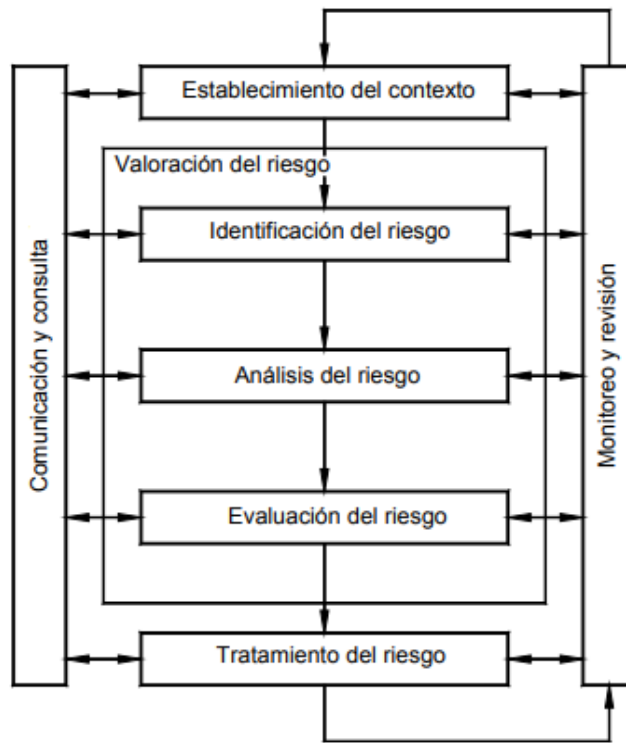 Establecimiento del contexto
Valoración del riesgo
Identificación del riesgo
Análisis del riesgo
Evaluación del riesgo
Tratamiento del riesgo
Comunicación y consulta
Monitoreo y revisión